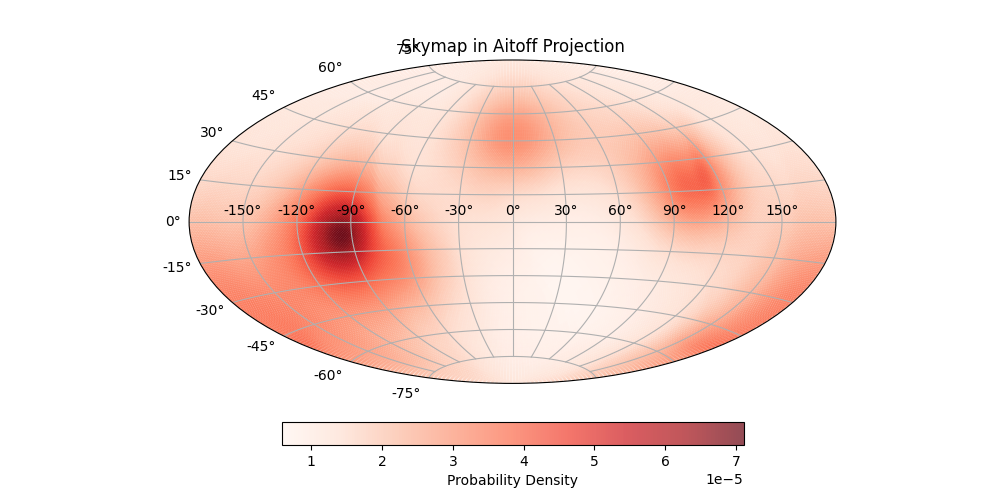 Skymap in Aitoff Projection
75°
60°
45°
30°
15°
0°
-15°
-30°
-45°
-60°
-75°
-150° -120° -90° -60° -30° 0° 30° 60° 90° 120° 150°
1 2 3 4 5 6 7
1e−5
Probability Density